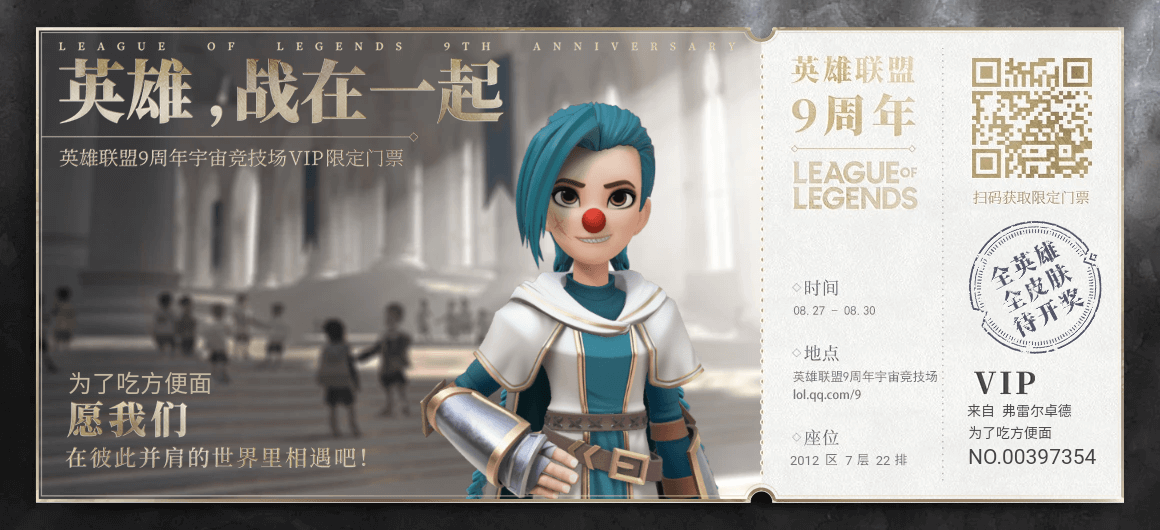 LEAGUE OF LEGENDS 9TH ANNIVERSARY
英雄,战在一起
英雄联盟9周年宇宙竞技场VIP限定门票
为了吃方便面
愿我们
在彼此并肩的世界里相遇吧!
英雄联盟
9周年
LEAGUE OF
LEGENDS
◇时间
08.27 - 08.30
◇地点
英雄联盟9周年宇宙竞技场
lol.qq.com/9
◇座位
2012 区 7 层 22 排
扫码获取限定门票
全英雄
全皮肤
待开奖
VIP
来自 弗雷尔卓德
为了吃方便面
NO.00397354